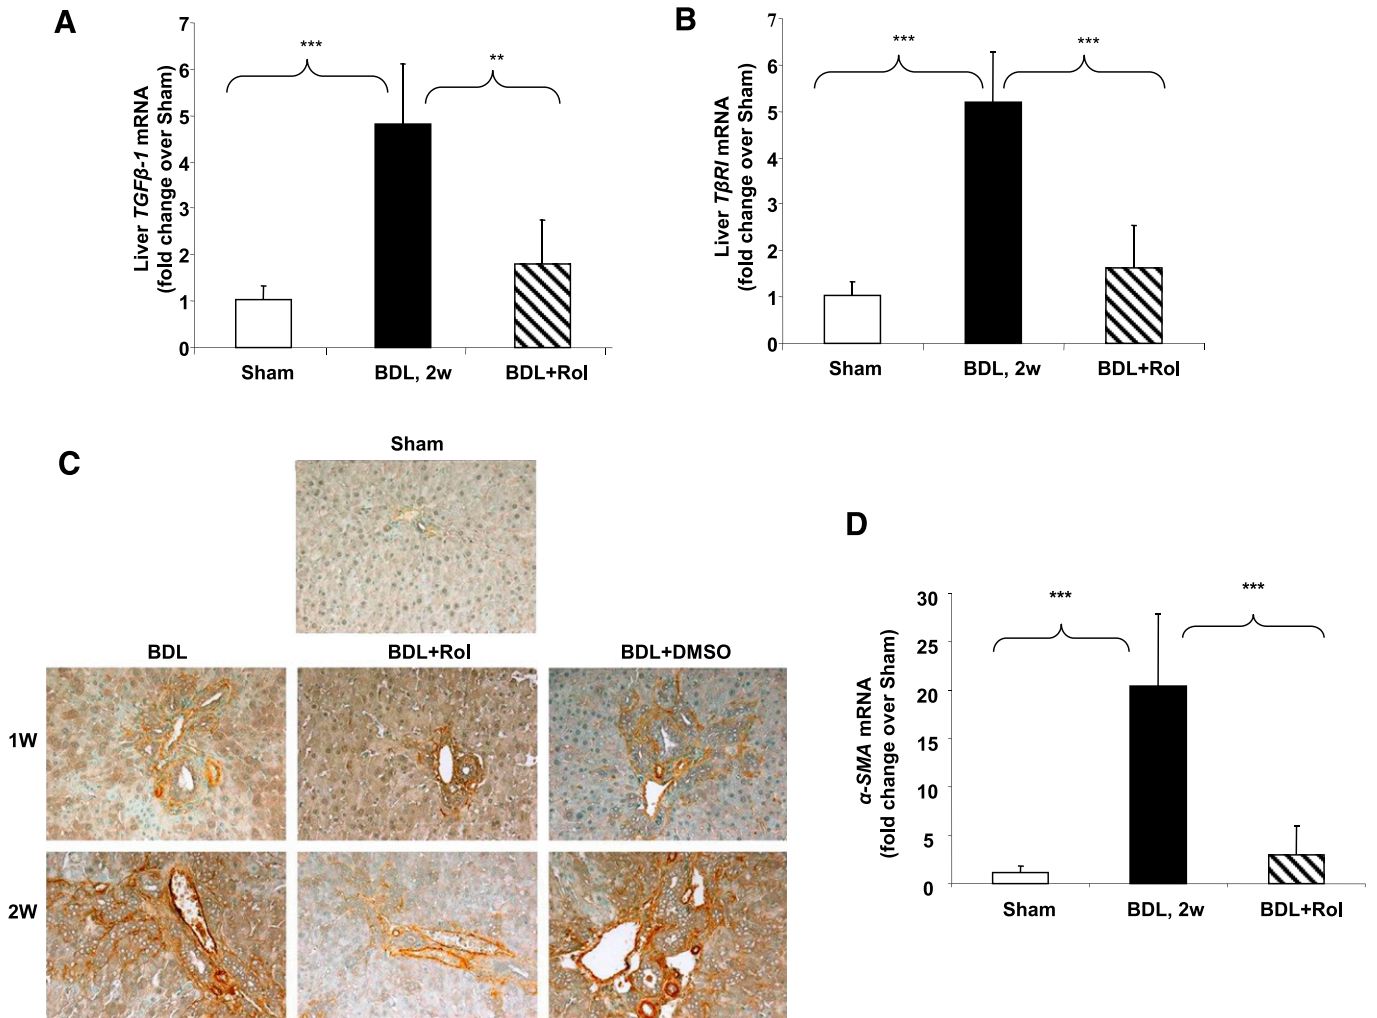 A
Liver TGFβ-1 mRNA
(fold change over Sham)
7
6
5
4
3
2
1
0
***
**
Sham
BDL, 2w
BDL+Rol
B
Liver TβRI mRNA
(fold change over Sham)
7
6
5
4
3
2
1
0
***
***
Sham
BDL, 2w
BDL+Rol
C
Sham
BDL
BDL+Rol
BDL+DMSO
1W
2W
D
α-SMA mRNA
(fold change over Sham)
30
25
20
15
10
5
0
***
***
Sham
BDL, 2w
BDL+Rol